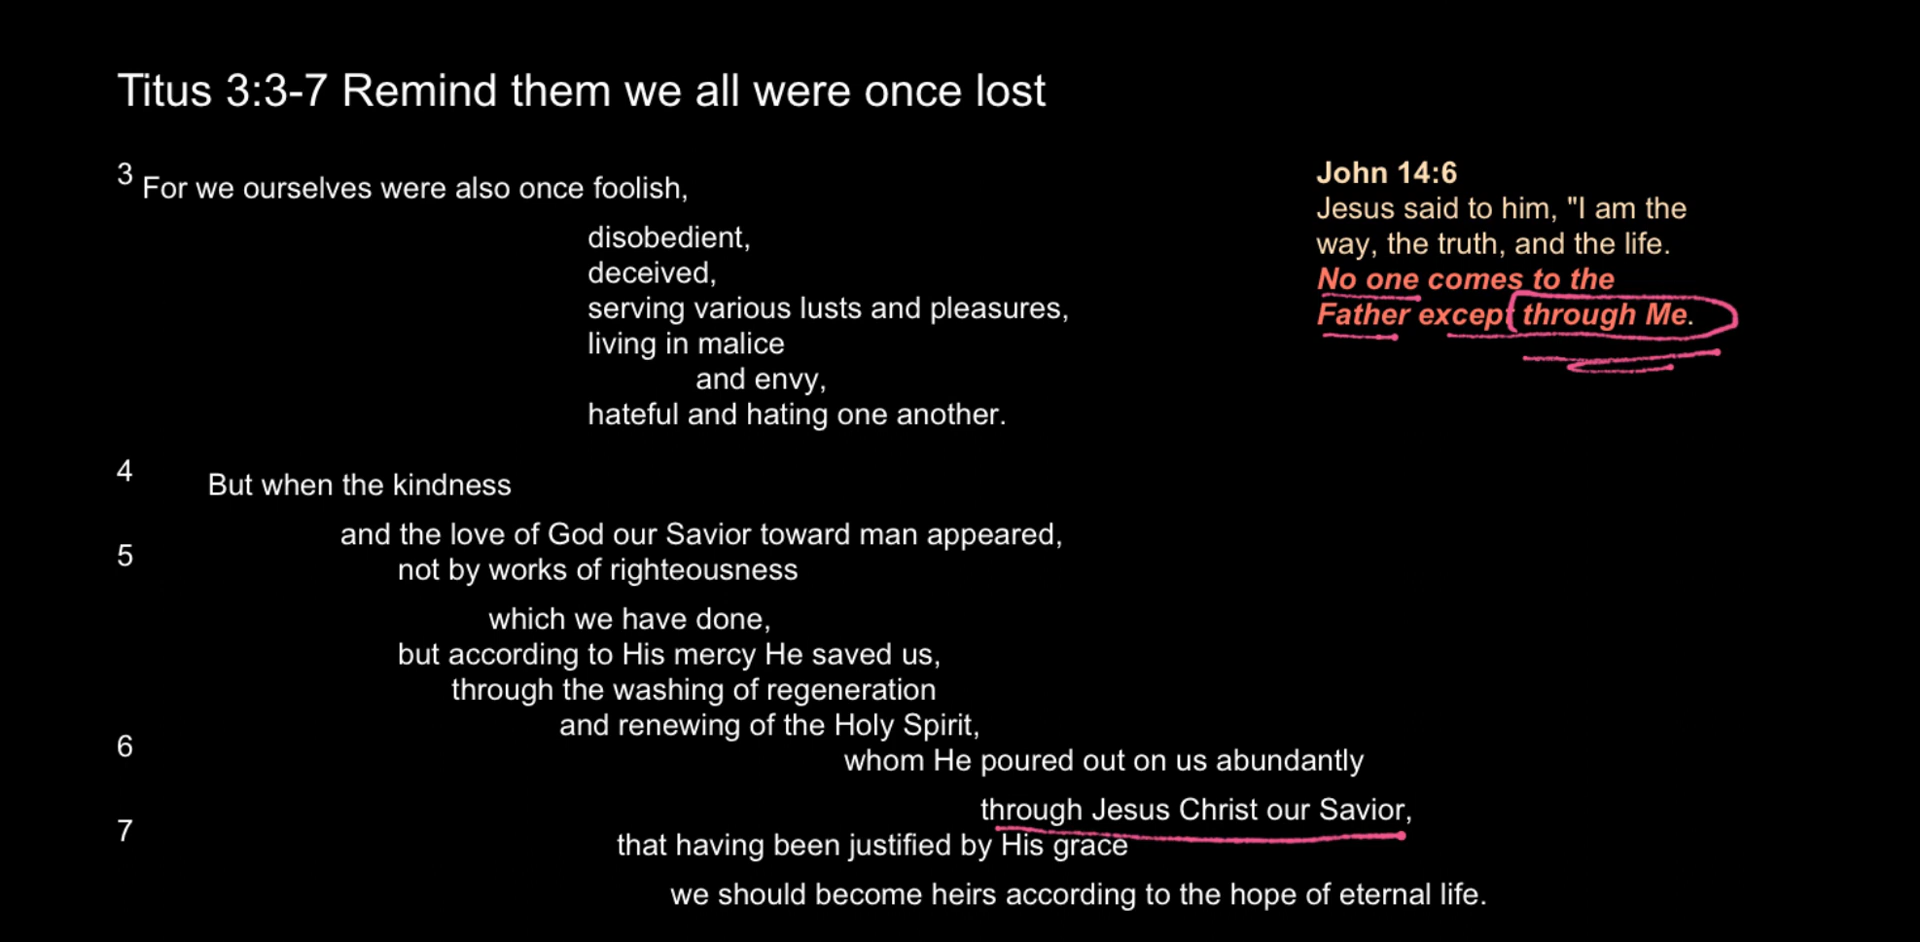 Titus 3:3-7 Remind them we all were once lost
3 For we ourselves were also once foolish,
disobedient,
deceived,
serving various lusts and pleasures,
living in malice
and envy,
hateful and hating one another.
4 But when the kindness
and the love of God our Savior toward man appeared,
5 not by works of righteousness
which we have done,
but according to His mercy He saved us,
through the washing of regeneration
and renewing of the Holy Spirit,
6 whom He poured out on us abundantly
through Jesus Christ our Savior,
7 that having been justified by His grace
we should become heirs according to the hope of eternal life.
John 14:6
Jesus said to him, "I am the
way, the truth, and the life.
No one comes to the
Father except through Me.